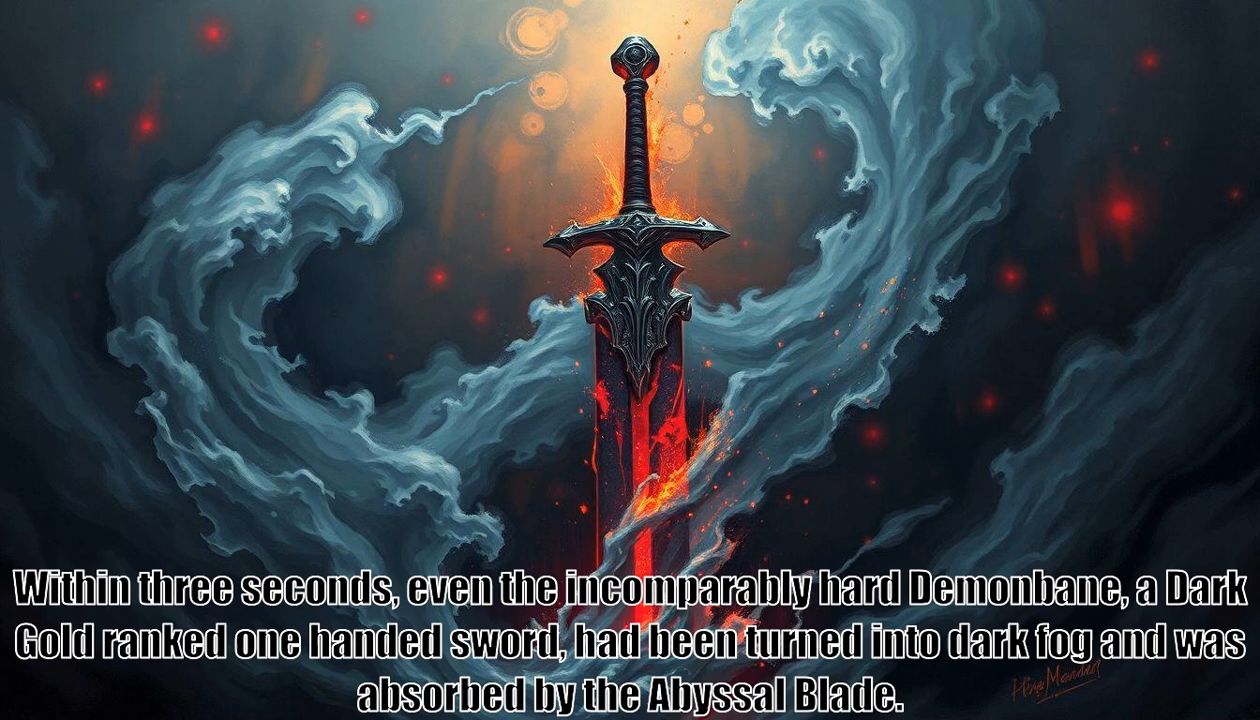 Within three seconds, even the incomparably hard Demonbane, a Dark
Gold ranked one handed sword, had been turned into dark fog and was
absorbed by the Abyssal Blade.